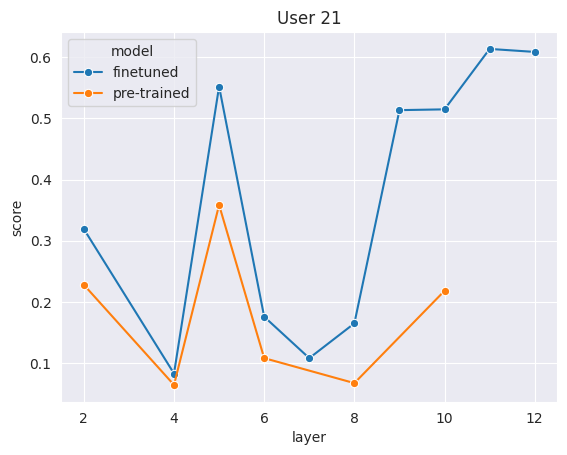 User 21
model
finetuned
pre-trained
0.6
0.5
0.4
0.3
0.2
0.1
score
2 4 6 8 10 12
layer